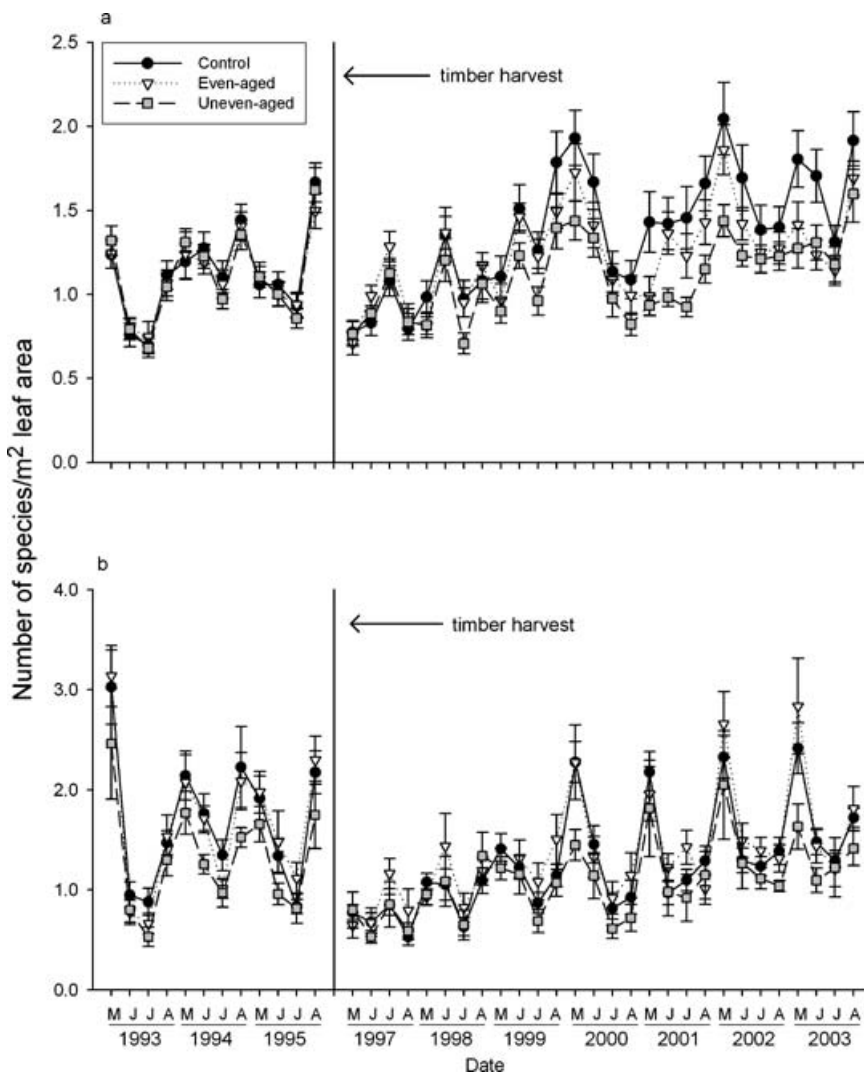 a
Control
Even-aged
Uneven-aged
timber harvest
2.5
2.0
1.5
1.0
0.5
0.0
Number of species/m² leaf area
b
timber harvest
4.0
3.0
2.0
1.0
0.0
M J J A M J J A M J J A M J J A M J J A M J J A M J J A M J J A M J J A M J J A
1993 1994 1995 1997 1998 1999 2000 2001 2002 2003
Date